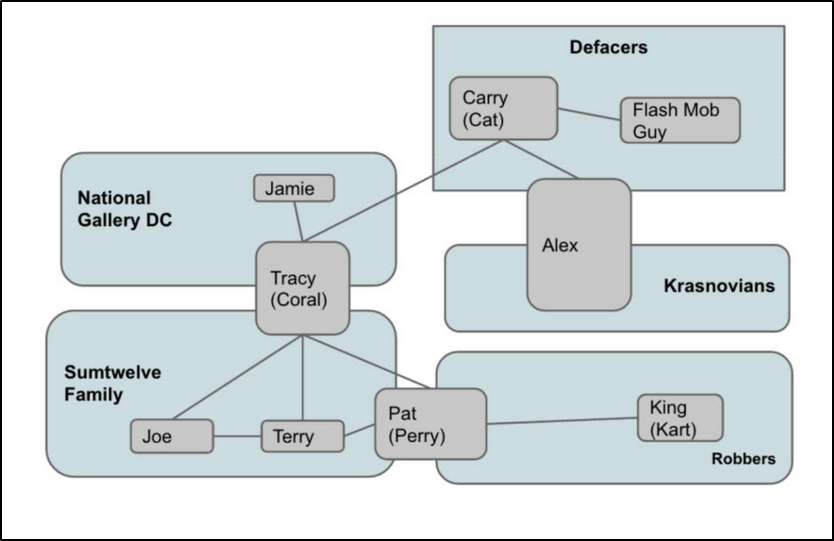 Defacers
Carry
(Cat)
Flash Mob
Guy
National
Gallery DC
Jamie
Tracy
(Coral)
Alex
Krasnovians
Sumtwelve
Family
Joe
Terry
Pat
(Perry)
King
(Kart)
Robbers